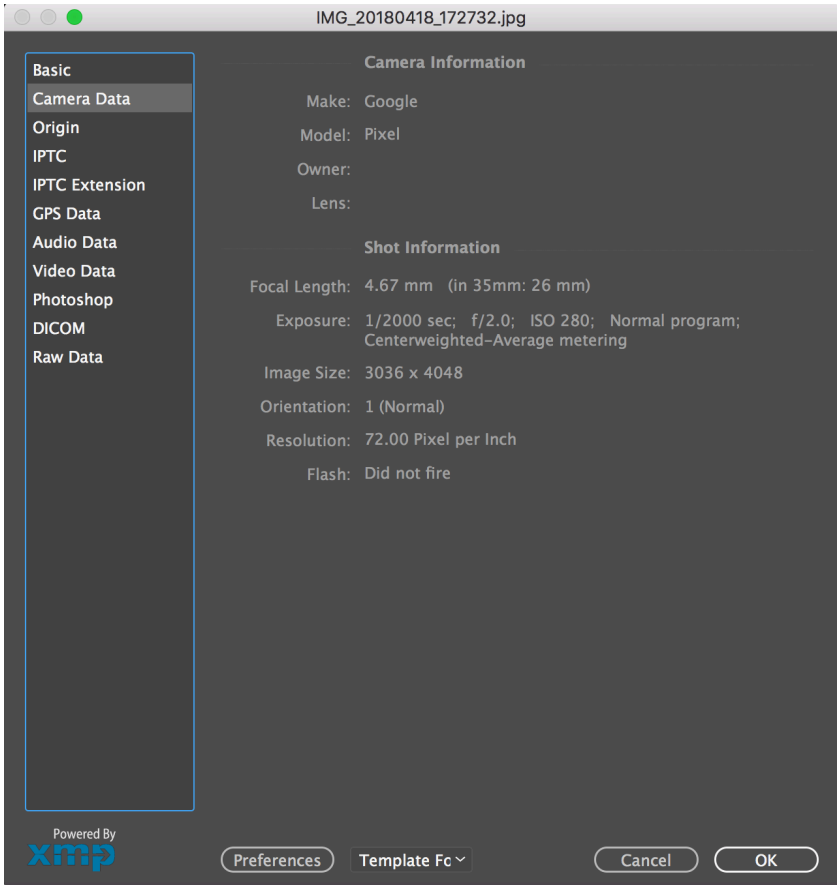 IMG_20180418_172732.jpg
Basic
Camera Data
Origin
IPTC
IPTC Extension
GPS Data
Audio Data
Video Data
Photoshop
DICOM
Raw Data
Camera Information
Make: Google
Model: Pixel
Owner:
Lens:
Shot Information
Focal Length: 4.67 mm (in 35mm: 26 mm)
Exposure: 1/2000 sec; f/2.0; ISO 280; Normal program;
Centerweighted-Average metering
Image Size: 3036 x 4048
Orientation: 1 (Normal)
Resolution: 72.00 Pixel per Inch
Flash: Did not fire
Powered By
xmp
Preferences
Template Fo
Cancel
OK